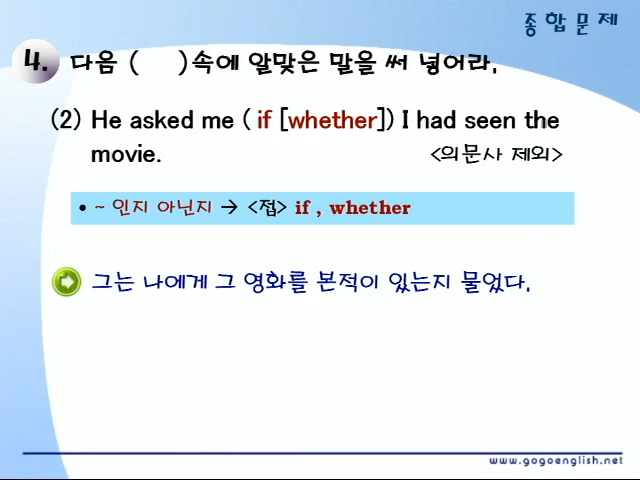 종합문제
4. 다음 (    )속에 알맞은 말을 써 넣어라.
(2) He asked me ( if [whether]) I had seen the
movie. <의문사 제외>
• ~ 인지 아닌지 → <접> if , whether
그는 나에게 그 영화를 본적이 있는지 물었다.
www.gogoenglish.net